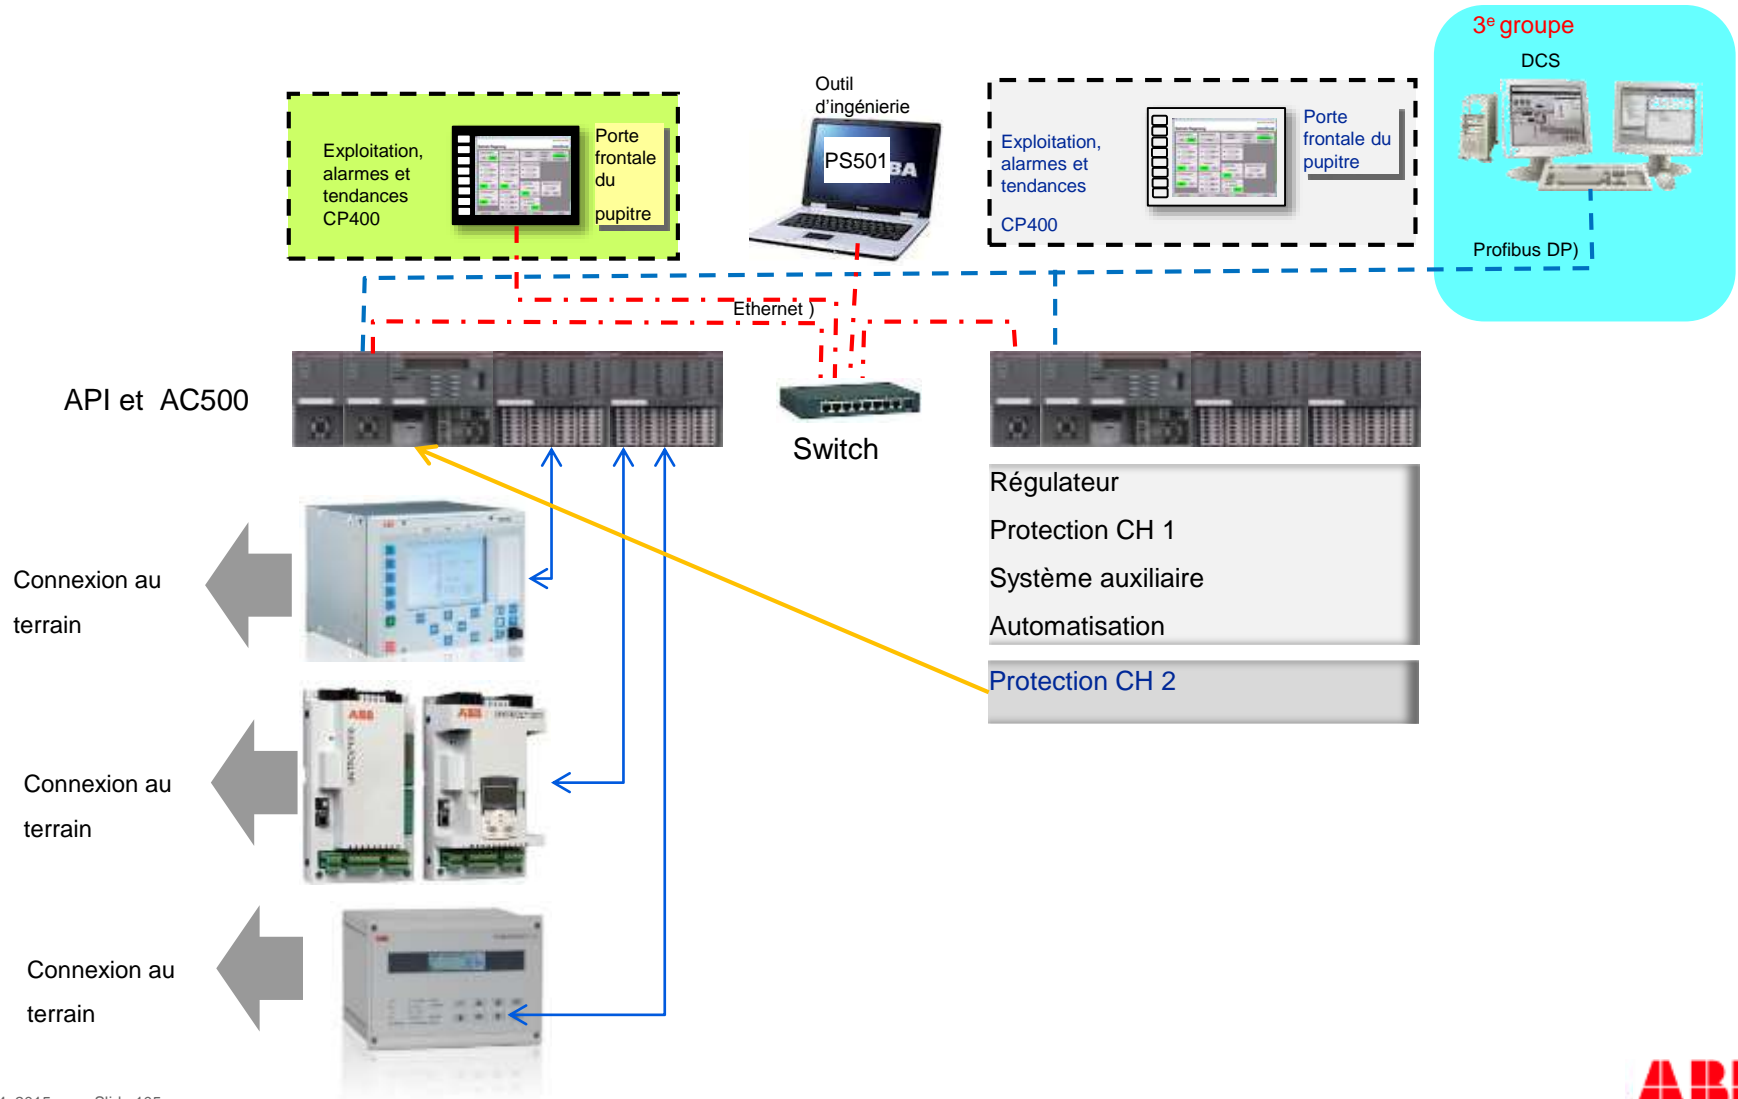 3e groupe
DCS
Outil
d’ingénierie
Exploitation,
alarmes et
tendances
CP400
Porte
frontale
du
pupitre
PS501
BA
Exploitation,
alarmes et
tendances
CP400
Porte
frontale du
pupitre
Profibus DP)
Ethernet )
API et AC500
Switch
Régulateur
Protection CH 1
Système auxiliaire
Automatisation
Protection CH 2
Connexion au
terrain
Connexion au
terrain
Connexion au
terrain
ABB
ABB